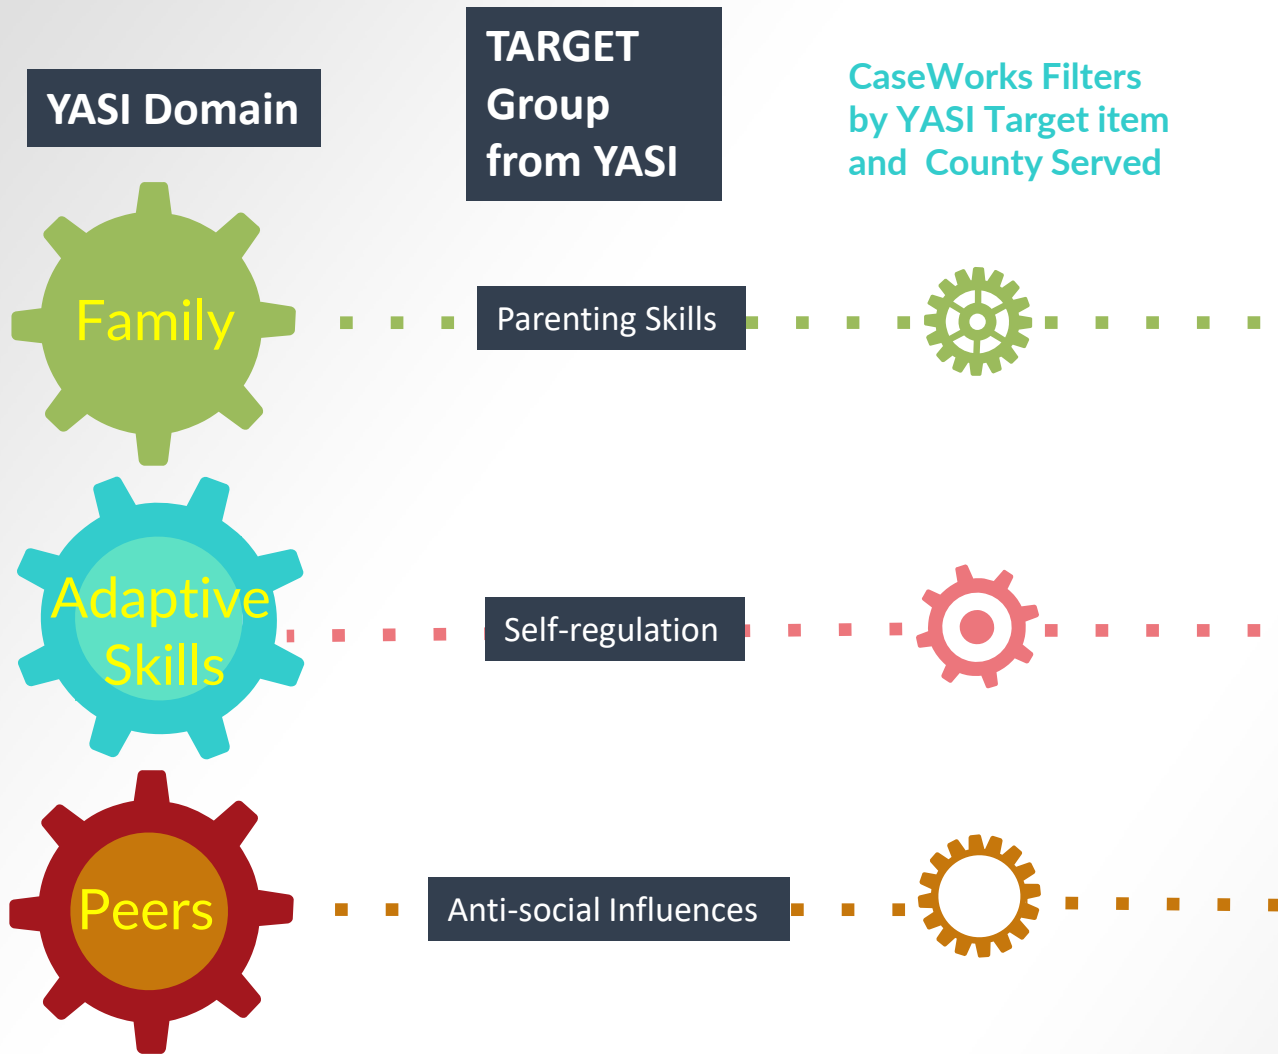 YASI Domain
TARGET
Group
from YASI
CaseWorks Filters
by YASI Target item
and  County Served
Family
Parenting Skills
Adaptive
Skills
Self-regulation
Peers
Anti-social Influences